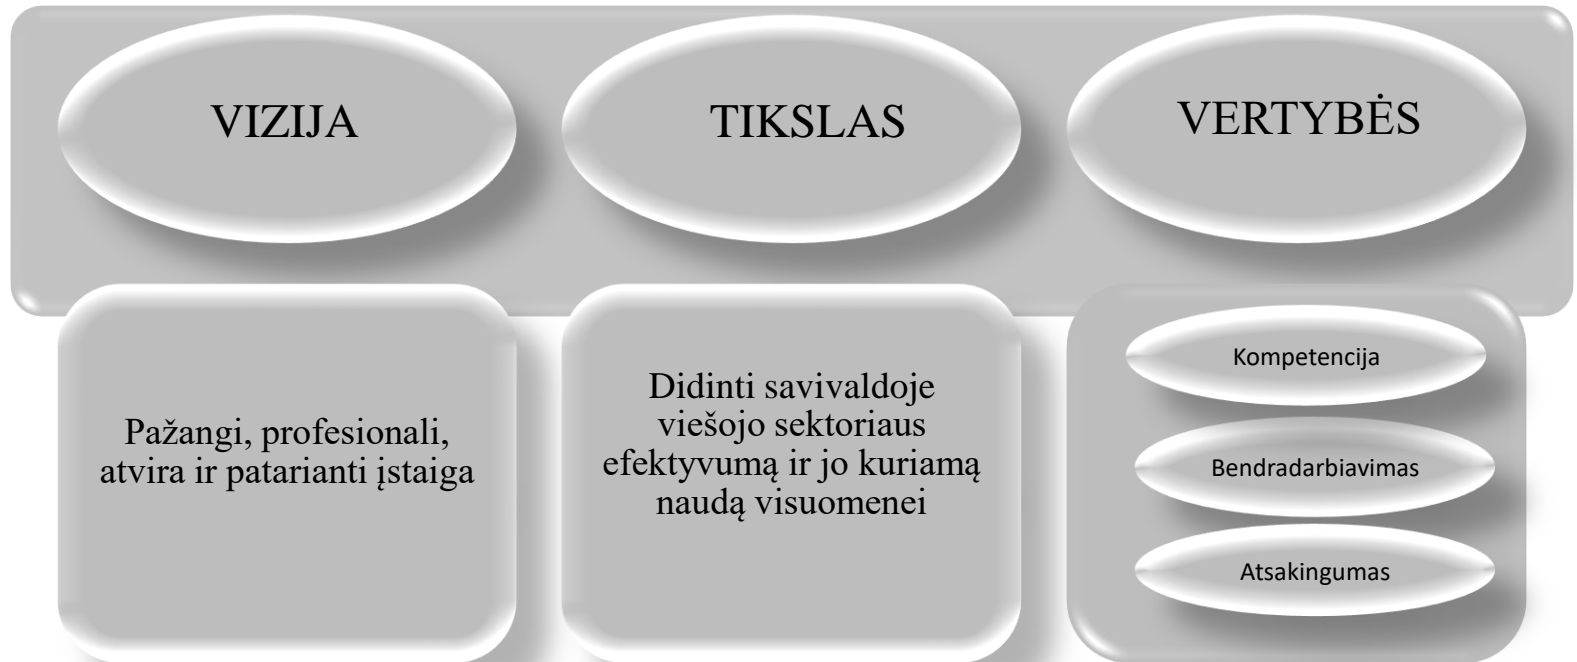 VIZIJA
TIKSLAS
VERTYBĖS
Pažangi, profesionali,
atvira ir patarianti įstaiga
Didinti savivaldoje
viešojo sektoriaus
efektyvumą ir jo kuriamą
naudą visuomenei
Kompetencija
Bendradarbiavimas
Atsakingumas